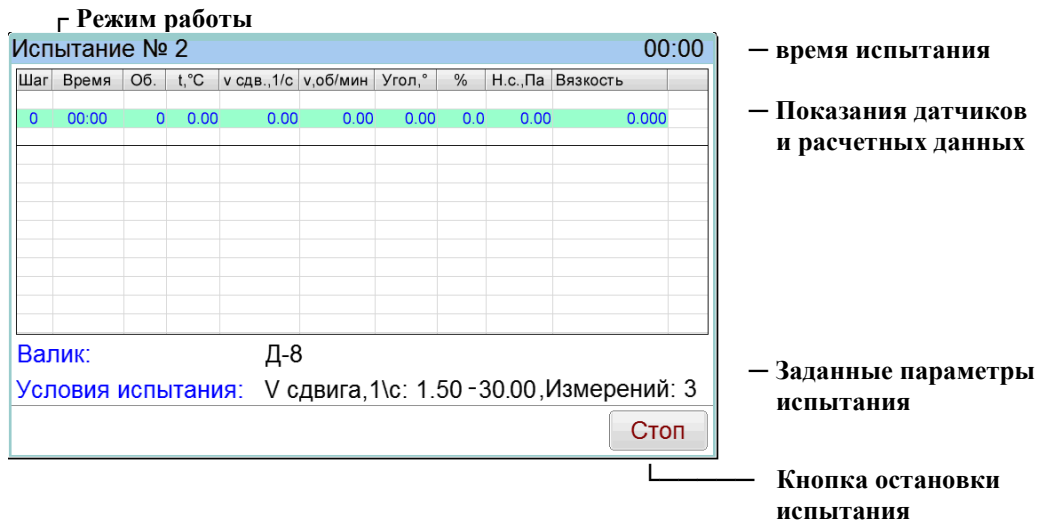 Режим работы
Испытание № 2 00:00
время испытания
Шаг Время Об. t,°C v сдв.,1/с v,об/мин Угол,° % Н.с.,Па Вязкость
0 00:00 0 0.00 0.00 0.00 0.00 0.0 0.00 0.000
Показания датчиков
и расчетных данных
Валик: Д-8
Условия испытания: V сдвига,1\с: 1.50 -30.00,Измерений: 3
Заданные параметры
испытания
Стоп
Кнопка остановки
испытания